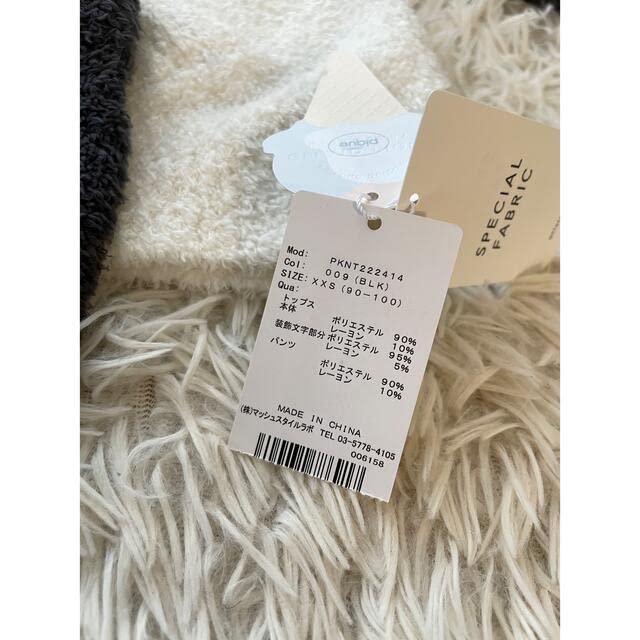 pique
SPECIAL
FABRIC
Mod: PKNT222414
Col: 009 (BLK)
SIZE: XXS (90-100)
Qua:
トップス
本体 ポリエステル 90%
レーヨン 10%
装飾文字部分 ポリエステル 95%
レーヨン 5%
パンツ
ポリエステル 90%
レーヨン 10%
MADE IN CHINA
(株)マッシュスタイルラボ TEL 03-5778-4105
006158